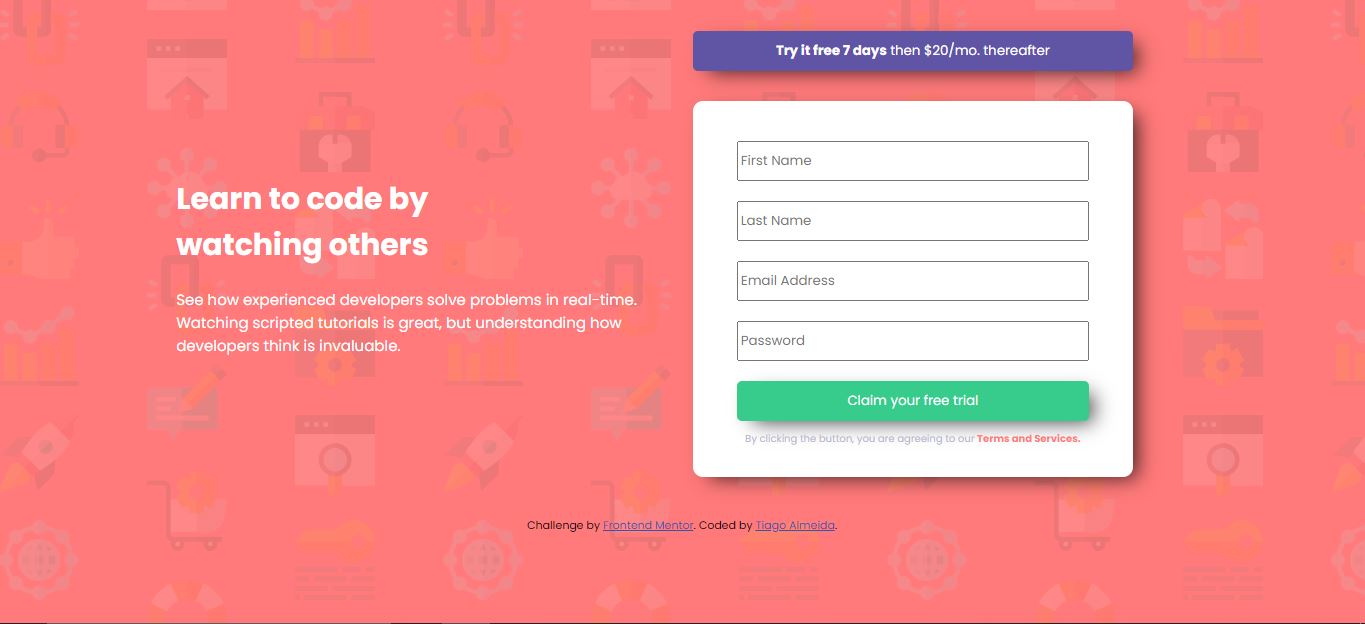 Try it free 7 days then $20/mo. thereafter
Learn to code by
watching others
See how experienced developers solve problems in real-time.
Watching scripted tutorials is great, but understanding how
developers think is invaluable.
First Name
Last Name
Email Address
Password
Claim your free trial
By clicking the button, you are agreeing to our Terms and Services.
Challenge by Frontend Mentor. Coded by Tiago Almeida.